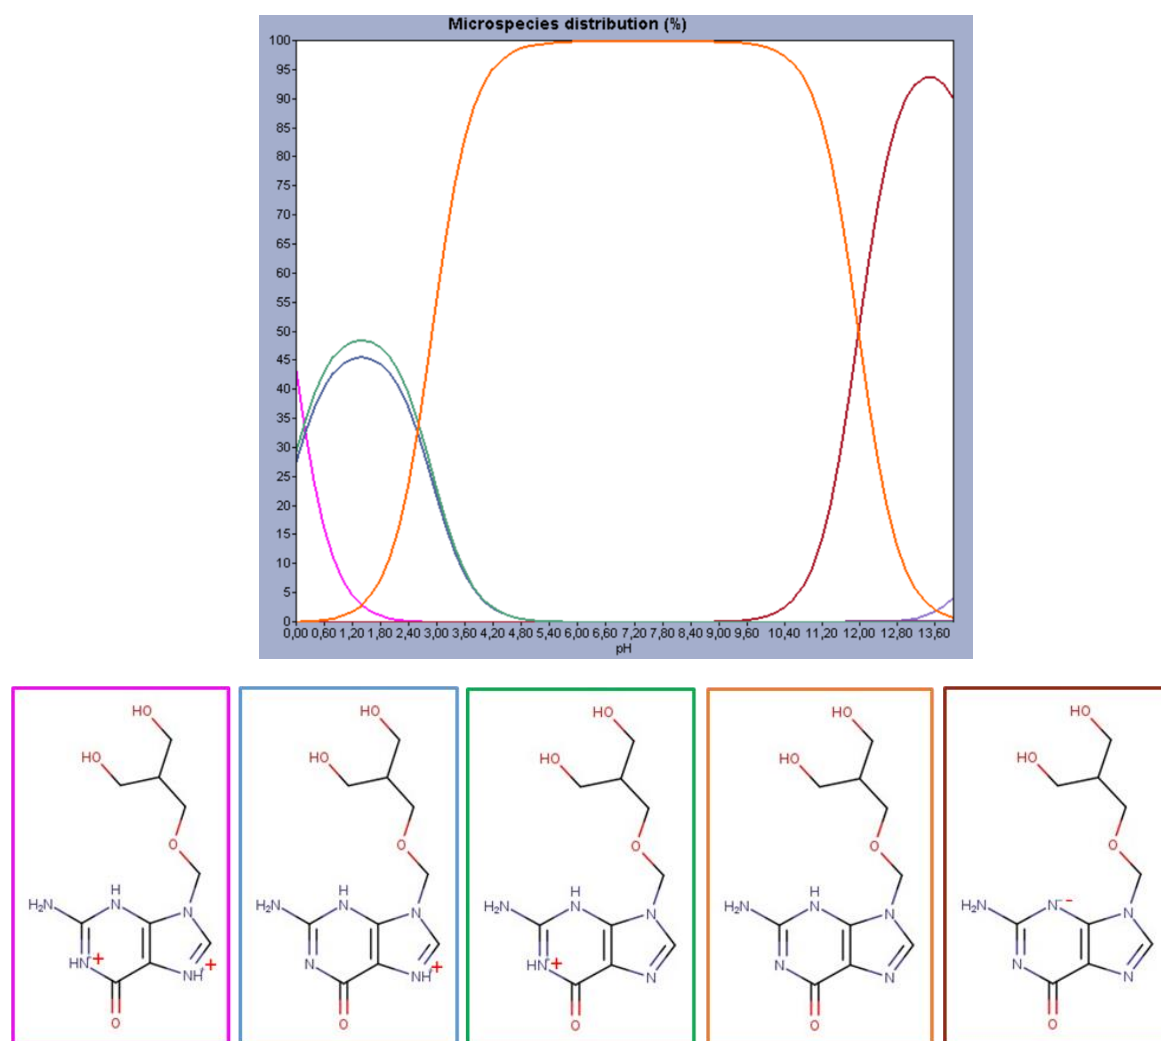 Microspecies distribution (%)
100
95
90
85
80
75
70
65
60
55
50
45
40
35
30
25
20
15
10
5
0
0,00 0,60 1,20 1,80 2,40 3,00 3,60 4,20 4,80 5,40 6,00 6,60 7,20 7,80 8,40 9,00 9,60 10,40 11,20 12,00 12,80 13,60
pH
HO HO HO HO HO
HO HO HO HO HO
O O O O O
H H H H
H₂N N N H₂N N N H₂N N N H₂N N N H₂N N⁻ N
HN⁺ NH⁺ N NH⁺ HN⁺ N N N N N
O O O O O